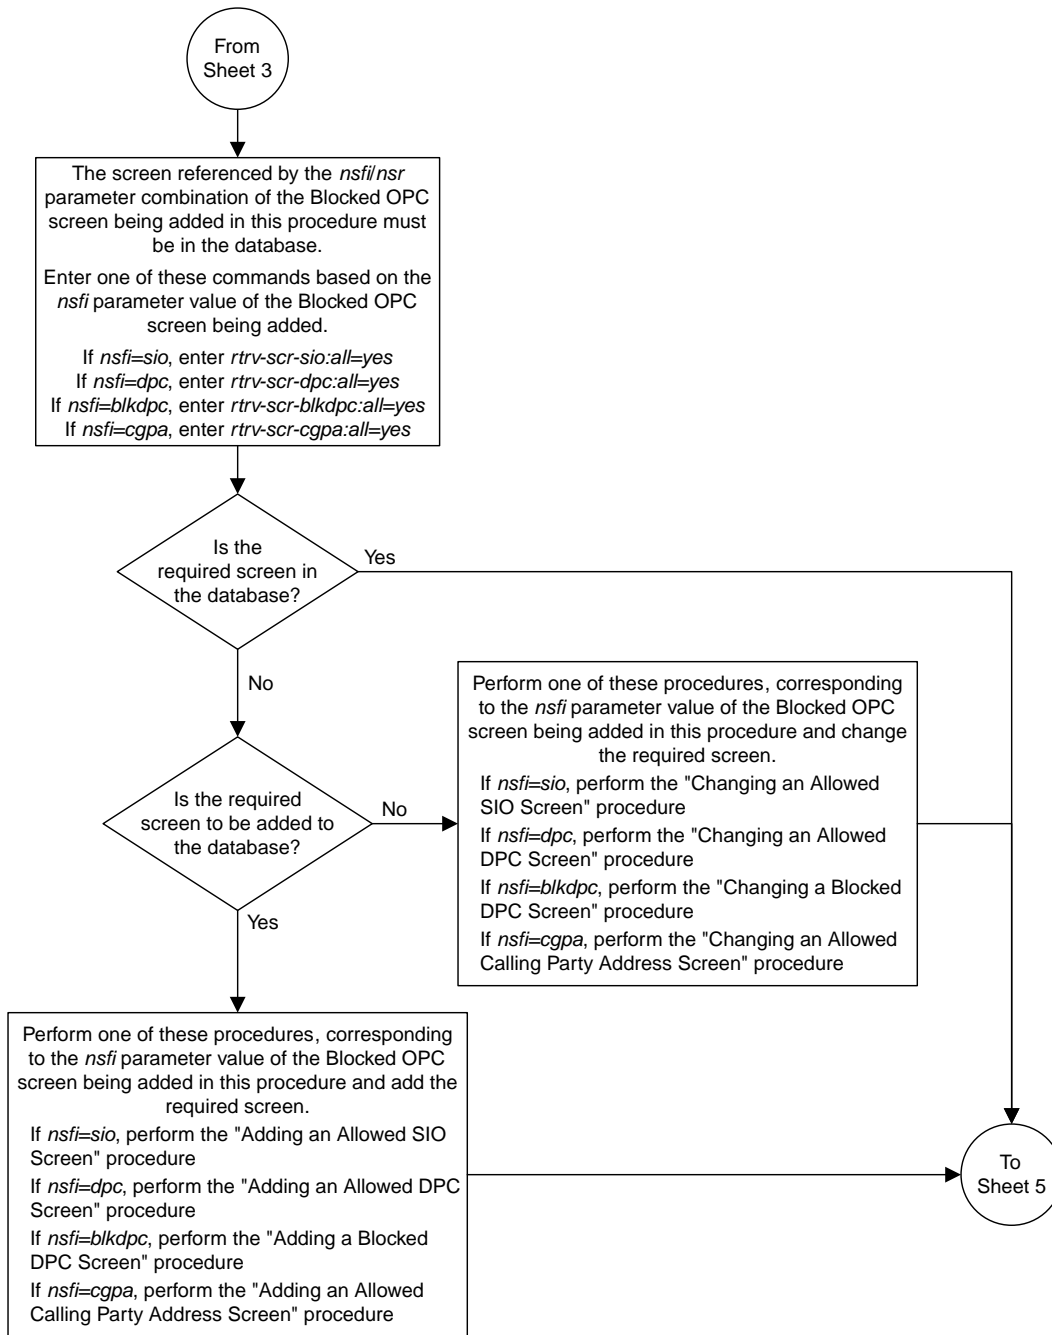 From
Sheet 3
The screen referenced by the nsfi/nsr
parameter combination of the Blocked OPC
screen being added in this procedure must
be in the database.
Enter one of these commands based on the
nsfi parameter value of the Blocked OPC
screen being added.
If nsfi=sio, enter rtrv-scr-sio:all=yes
If nsfi=dpc, enter rtrv-scr-dpc:all=yes
If nsfi=blkdpc, enter rtrv-scr-blkdpc:all=yes
If nsfi=cgpa, enter rtrv-scr-cgpa:all=yes
Is the
required screen in
the database?
Yes
No
Perform one of these procedures, corresponding
to the nsfi parameter value of the Blocked OPC
screen being added in this procedure and change
the required screen.
If nsfi=sio, perform the "Changing an Allowed
SIO Screen" procedure
If nsfi=dpc, perform the "Changing an Allowed
DPC Screen" procedure
If nsfi=blkdpc, perform the "Changing a Blocked
DPC Screen" procedure
If nsfi=cgpa, perform the "Changing an Allowed
Calling Party Address Screen" procedure
Is the required
screen to be added to
the database?
No
Yes
Perform one of these procedures, corresponding
to the nsfi parameter value of the Blocked OPC
screen being added in this procedure and add the
required screen.
If nsfi=sio, perform the "Adding an Allowed SIO
Screen" procedure
If nsfi=dpc, perform the "Adding an Allowed DPC
Screen" procedure
If nsfi=blkdpc, perform the "Adding a Blocked
DPC Screen" procedure
If nsfi=cgpa, perform the "Adding an Allowed
Calling Party Address Screen" procedure
To
Sheet 5